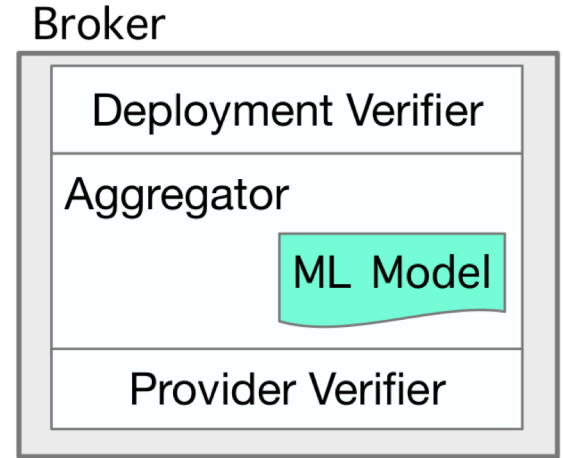 Broker
Deployment Verifier
Aggregator
ML Model
Provider Verifier